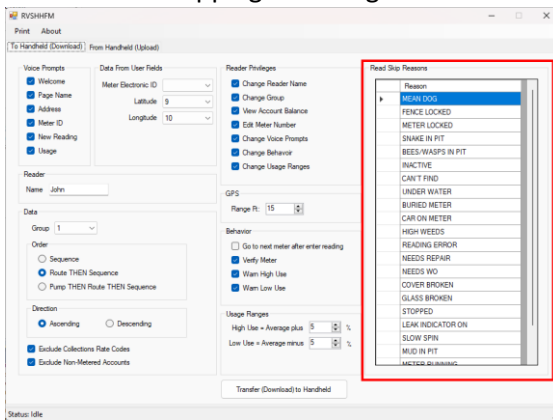 RVSHHFM
Print About
To Handheld (Download) From Handheld (Upload)
Voice Prompts
Welcome
Page Name
Address
Meter ID
New Reading
Usage
Data From User Fields
Meter Electronic ID
Latitude 9
Longtitude 10
Reader
Name John
Data
Group 1
Order
Sequence
Route THEN Sequence
Pump THEN Route THEN Sequence
Direction
Ascending Descending
Exclude Collections Rate Codes
Exclude Non-Metered Accounts
Reader Privileges
Change Reader Name
Change Group
View Account Balance
Edit Meter Number
Change Voice Prompts
Change Behavoir
Change Usage Ranges
GPS
Range Ft: 15
Behavior
Go to next meter after enter reading
Verify Meter
Warn High Use
Warn Low Use
Usage Ranges
High Use = Average plus 5 %
Low Use = Average minus 5 %
Transfer (Download) to Handheld
Read Skip Reasons
Reason
MEAN DOG
FENCE LOCKED
METER LOCKED
SNAKE IN PIT
BEES/WASPS IN PIT
INACTIVE
CAN'T FIND
UNDER WATER
BURIED METER
CAR ON METER
HIGH WEEDS
READING ERROR
NEEDS REPAIR
NEEDS WO
COVER BROKEN
GLASS BROKEN
STOPPED
LEAK INDICATOR ON
SLOW SPIN
MUD IN PIT
METER RUNNING
Status: Idle